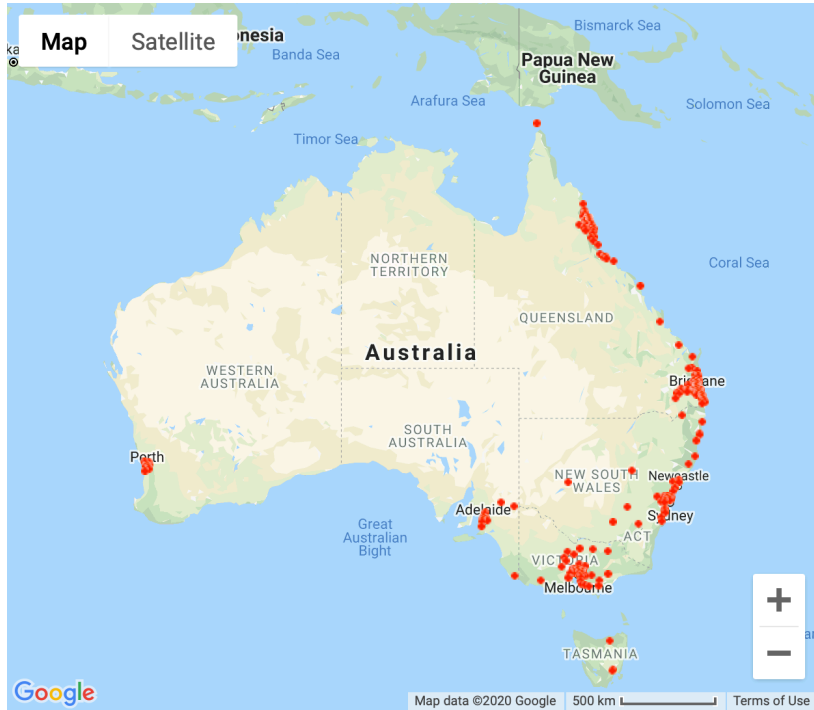 Map
Satellite
onesia
Bismarck Sea
Banda Sea
Papua New
Guinea
Arafura Sea
Solomon Sea
Timor Sea
NORTHERN
TERRITORY
Coral Sea
QUEENSLAND
Australia
WESTERN
AUSTRALIA
Brisbane
SOUTH
AUSTRALIA
Perth
NEW SOUTH
WALES
Newcastle
Adelaide
Sydney
Great
Australian
Bight
ACT
VICTORIA
Melbourne
TASMANIA
Google
Map data ©2020 Google
500 km
Terms of Use